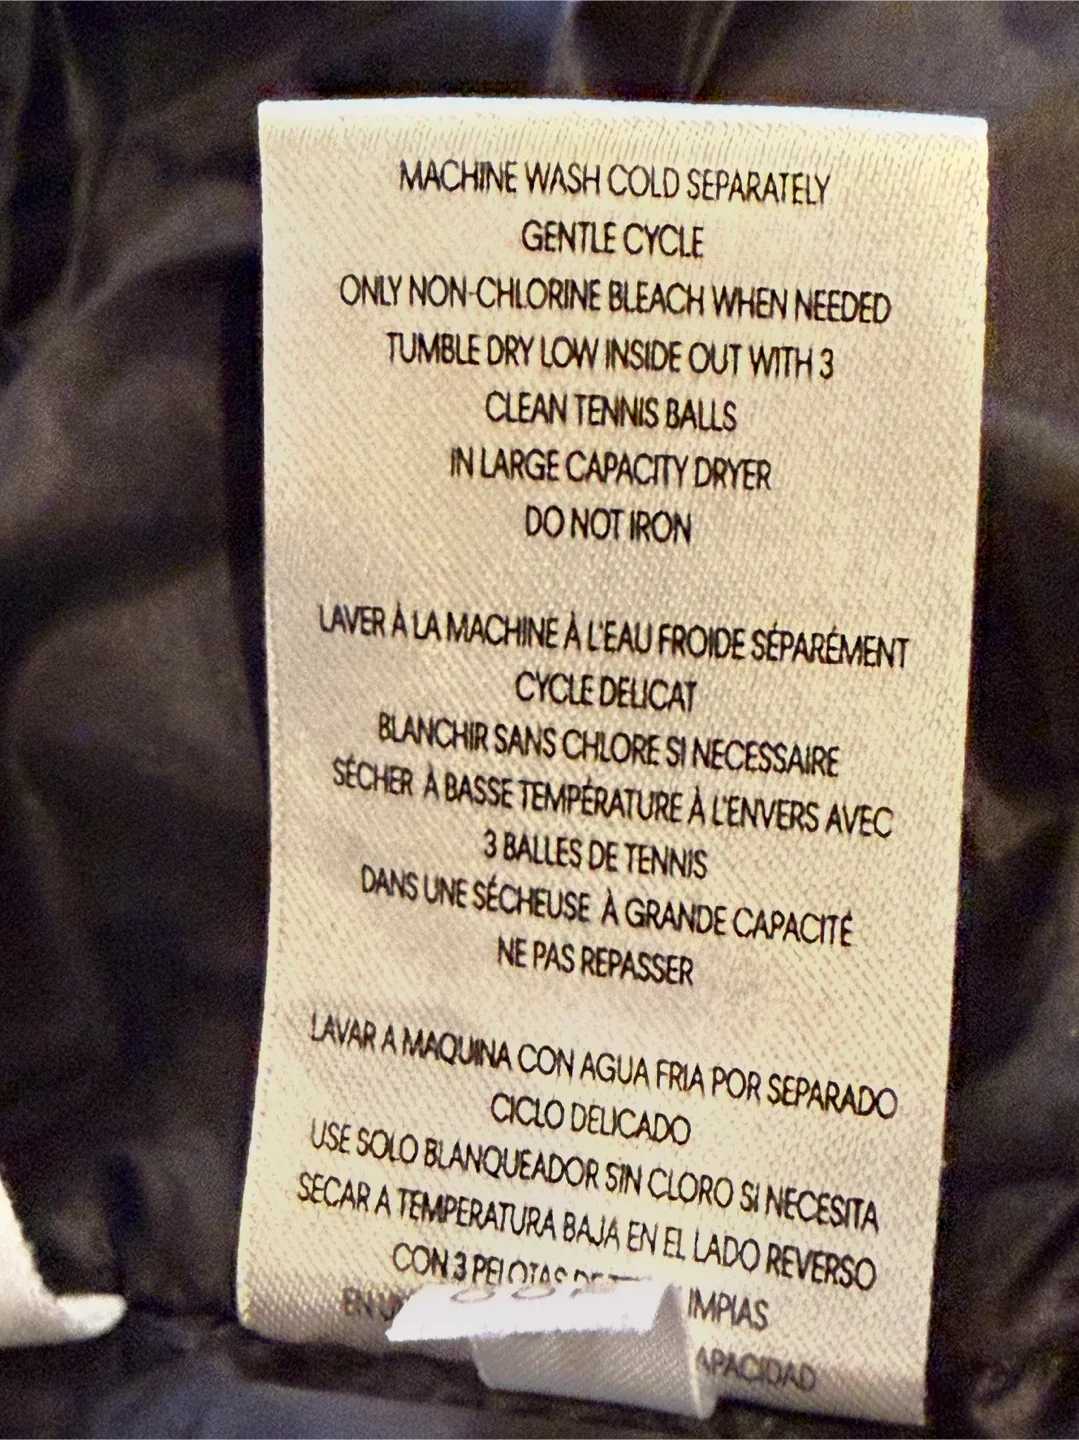 MACHINE WASH COLD SEPARATELY
GENTLE CYCLE
ONLY NON-CHLORINE BLEACH WHEN NEEDED
TUMBLE DRY LOW INSIDE OUT WITH 3
CLEAN TENNIS BALLS
IN LARGE CAPACITY DRYER
DO NOT IRON
LAVER À LA MACHINE À L'EAU FROIDE SÉPARÉMENT
CYCLE DELICAT
BLANCHIR SANS CHLORE SI NECESSAIRE
SÉCHER À BASSE TEMPÉRATURE À L'ENVERS AVEC
3 BALLES DE TENNIS
DANS UNE SÉCHEUSE À GRANDE CAPACITÉ
NE PAS REPASSER
LAVAR A MAQUINA CON AGUA FRIA POR SEPARADO
CICLO DELICADO
USE SOLO BLANQUEADOR SIN CLORO SI NECESITA
SECAR A TEMPERATURA BAJA EN EL LADO REVERSO
CON 3 PELOTAS DE IMPIAS
EN APACIDAD